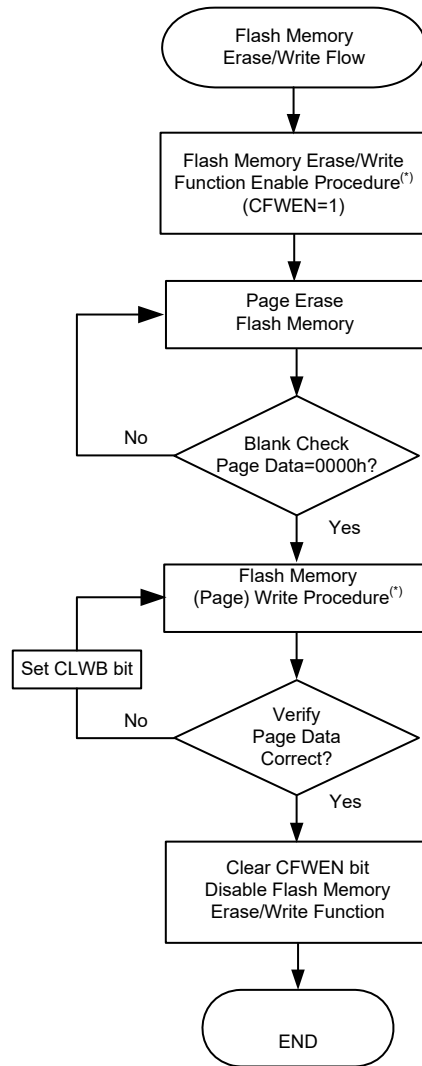 Flash Memory
Erase/Write Flow
Flash Memory Erase/Write
Function Enable Procedure(*)
(CFWEN=1)
Page Erase
Flash Memory
No
Blank Check
Page Data=0000h?
Yes
Flash Memory
(Page) Write Procedure(*)
Set CLWB bit
No
Verify
Page Data
Correct?
Yes
Clear CFWEN bit
Disable Flash Memory
Erase/Write Function
END